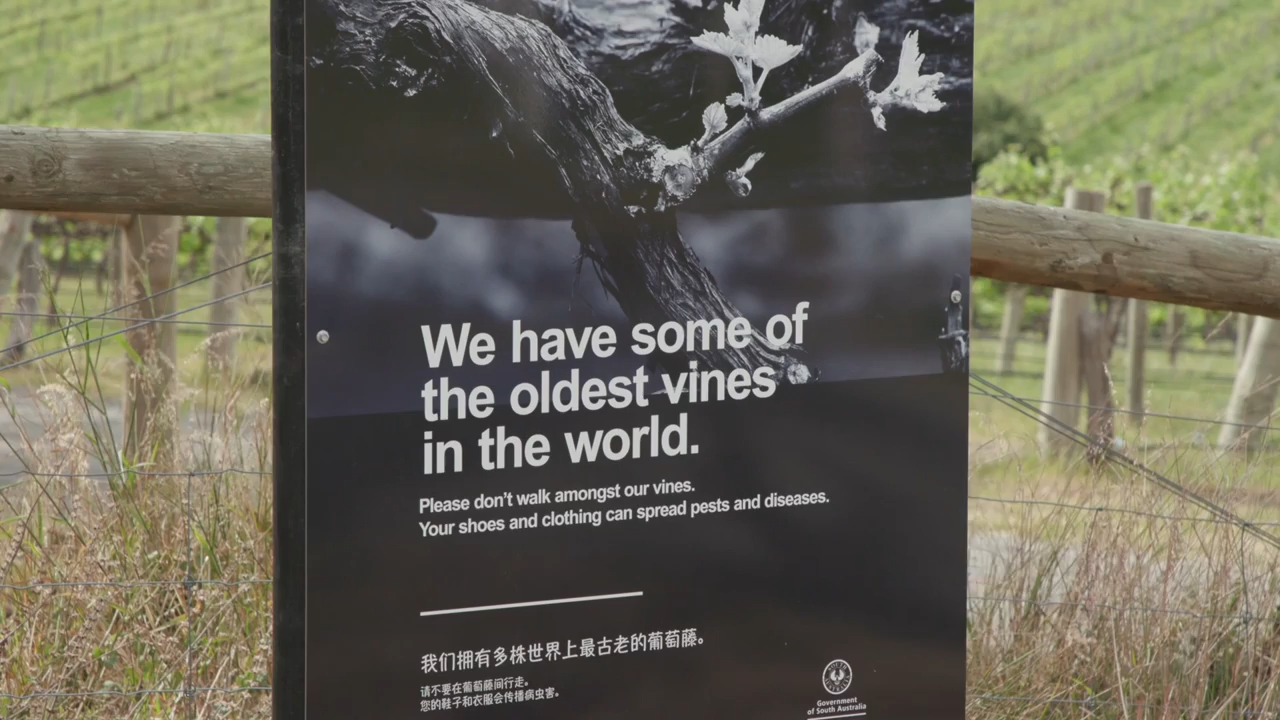 We have some of
the oldest vines
in the world.
Please don't walk amongst our vines.
Your shoes and clothing can spread pests and diseases.
我们拥有多株世界上最古老的葡萄藤。
请不要在葡萄藤间行走。
您的鞋子和衣服会传播病虫害。
Government
of South Australia